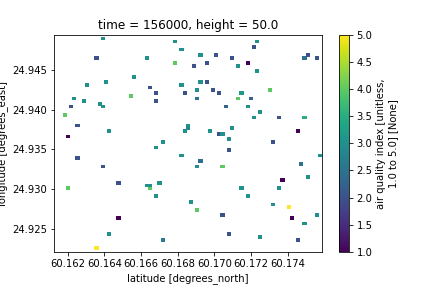 time = 156000, height = 50.0
24.945
24.940
24.935
24.930
24.925
longitude [degrees_east]
60.162 60.164 60.166 60.168 60.170 60.172 60.174
latitude [degrees_north]
5.0
4.5
4.0
3.5
3.0
2.5
2.0
1.5
1.0
air quality index [unitless,
1.0 to 5.0] [None]